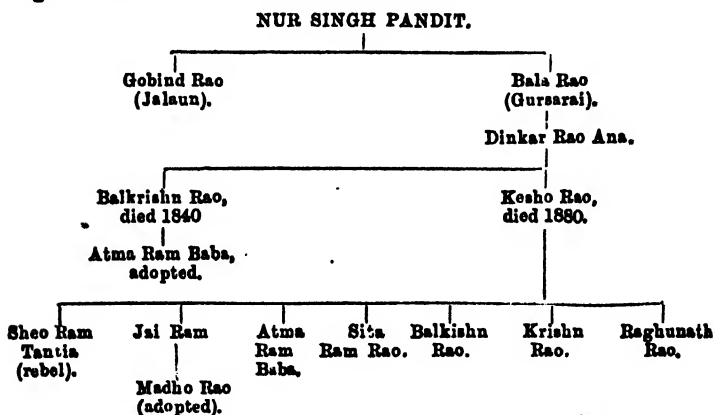 NUR SINGH PANDIT.
Gobind Rao
(Jalaun).
Bala Rao
(Gursarai).
Dinkar Rao Ana.
Balkrishn Rao,
died 1840
Kesho Rao,
died 1880.
Atma Ram Baba,
adopted.
Sheo Ram
Tantia
(rebel).
Jai Ram
Atma
Ram
Baba.
Sita
Ram Rao.
Balkishn
Rao.
Krishn
Rao.
Raghunath
Rao.
Madho Rao
(adopted).